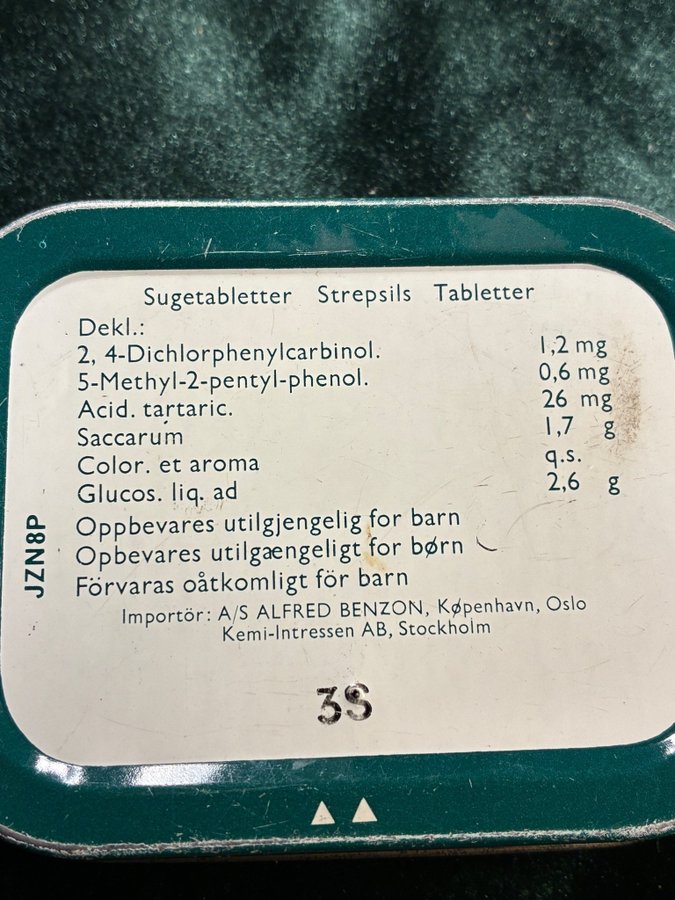 Sugetabletter Strepsils Tabletter
Dekl.:
2, 4-Dichlorphenylcarbinol. 1,2 mg
5-Methyl-2-pentyl-phenol. 0,6 mg
Acid. tartaric. 26 mg
Saccarum 1,7 g
Color. et aroma q.s.
Glucos. liq. ad 2,6 g
Oppbevares utilgjengelig for barn
Opbevares utilgængeligt for børn
Förvaras oåtkomligt för barn
Importör: A/S ALFRED BENZON, København, Oslo
Kemi-Intressen AB, Stockholm
JZN8P
3S